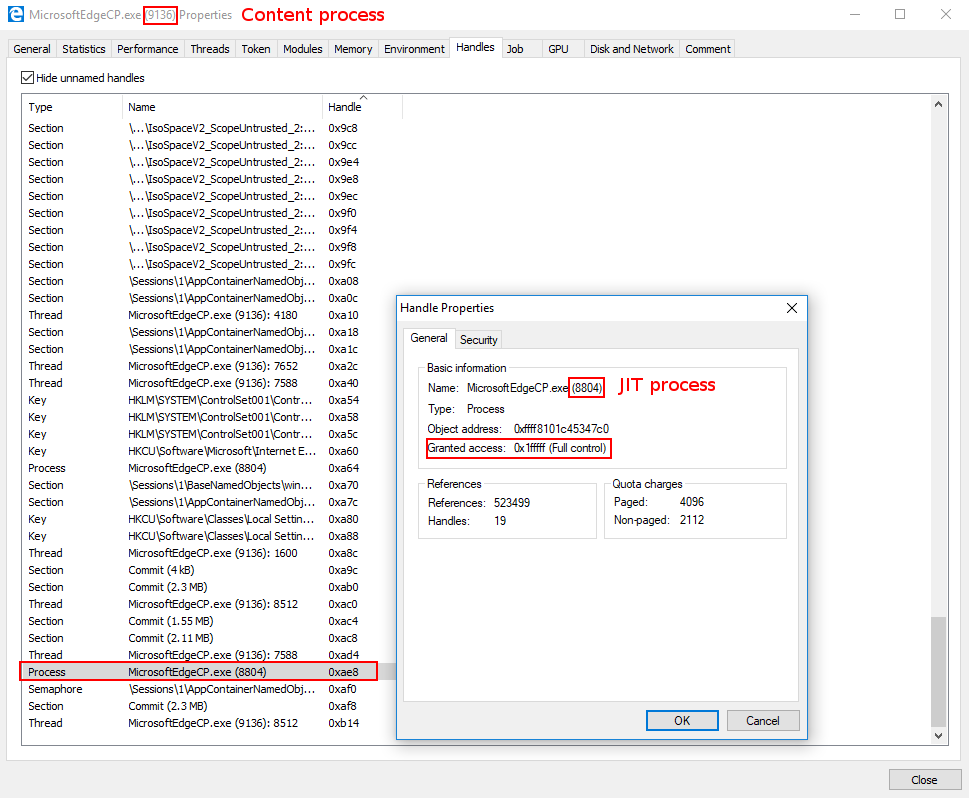 MicrosoftEdgeCP.exe (9136) Properties Content process
General Statistics Performance Threads Token Modules Memory Environment Handles Job GPU Disk and Network Comment
Hide unnamed handles
Type Name Handle
Section \...\IsoSpaceV2_ScopeUntrusted_2:... 0x9c8
Section \...\IsoSpaceV2_ScopeUntrusted_2:... 0x9cc
Section \...\IsoSpaceV2_ScopeUntrusted_2:... 0x9e4
Section \...\IsoSpaceV2_ScopeUntrusted_2:... 0x9e8
Section \...\IsoSpaceV2_ScopeUntrusted_2:... 0x9ec
Section \...\IsoSpaceV2_ScopeUntrusted_2:... 0x9f0
Section \...\IsoSpaceV2_ScopeUntrusted_2:... 0x9f4
Section \...\IsoSpaceV2_ScopeUntrusted_2:... 0x9f8
Section \...\IsoSpaceV2_ScopeUntrusted_2:... 0x9fc
Section \Sessions\1\AppContainerNamedObj... 0xa08
Section \Sessions\1\AppContainerNamedObj... 0xa0c
Thread MicrosoftEdgeCP.exe (9136): 4180 0xa10
Section \Sessions\1\AppContainerNamedObj... 0xa18
Section \Sessions\1\AppContainerNamedObj... 0xa1c
Thread MicrosoftEdgeCP.exe (9136): 7652 0xa2c
Thread MicrosoftEdgeCP.exe (9136): 7588 0xa40
Key HKLM\SYSTEM\ControlSet001\Contr... 0xa54
Key HKLM\SYSTEM\ControlSet001\Contr... 0xa58
Key HKLM\SYSTEM\ControlSet001\Contr... 0xa5c
Key HKCU\Software\Microsoft\Internet E... 0xa60
Process MicrosoftEdgeCP.exe (8804) 0xa64
Section \Sessions\1\BaseNamedObjects\win... 0xa70
Section \Sessions\1\AppContainerNamedObj... 0xa7c
Key HKCU\Software\Classes\Local Settin... 0xa80
Key HKCU\Software\Classes\Local Settin... 0xa88
Thread MicrosoftEdgeCP.exe (9136): 1600 0xa8c
Section Commit (4 kB) 0xa9c
Section Commit (2.3 MB) 0xab0
Thread MicrosoftEdgeCP.exe (9136): 8512 0xac0
Section Commit (1.55 MB) 0xac4
Section Commit (2.11 MB) 0xac8
Thread MicrosoftEdgeCP.exe (9136): 7588 0xad4
Process MicrosoftEdgeCP.exe (8804) 0xae8
Semaphore \Sessions\1\AppContainerNamedObj... 0xaf0
Section Commit (2.3 MB) 0xaf8
Thread MicrosoftEdgeCP.exe (9136): 8512 0xb14
Handle Properties
General Security
Basic information
Name: MicrosoftEdgeCP.exe (8804) JIT process
Type: Process
Object address: 0xffff8101c45347c0
Granted access: 0x1fffff (Full control)
References
References: 523499
Handles: 19
Quota charges
Paged: 4096
Non-paged: 2112
OK Cancel
Close